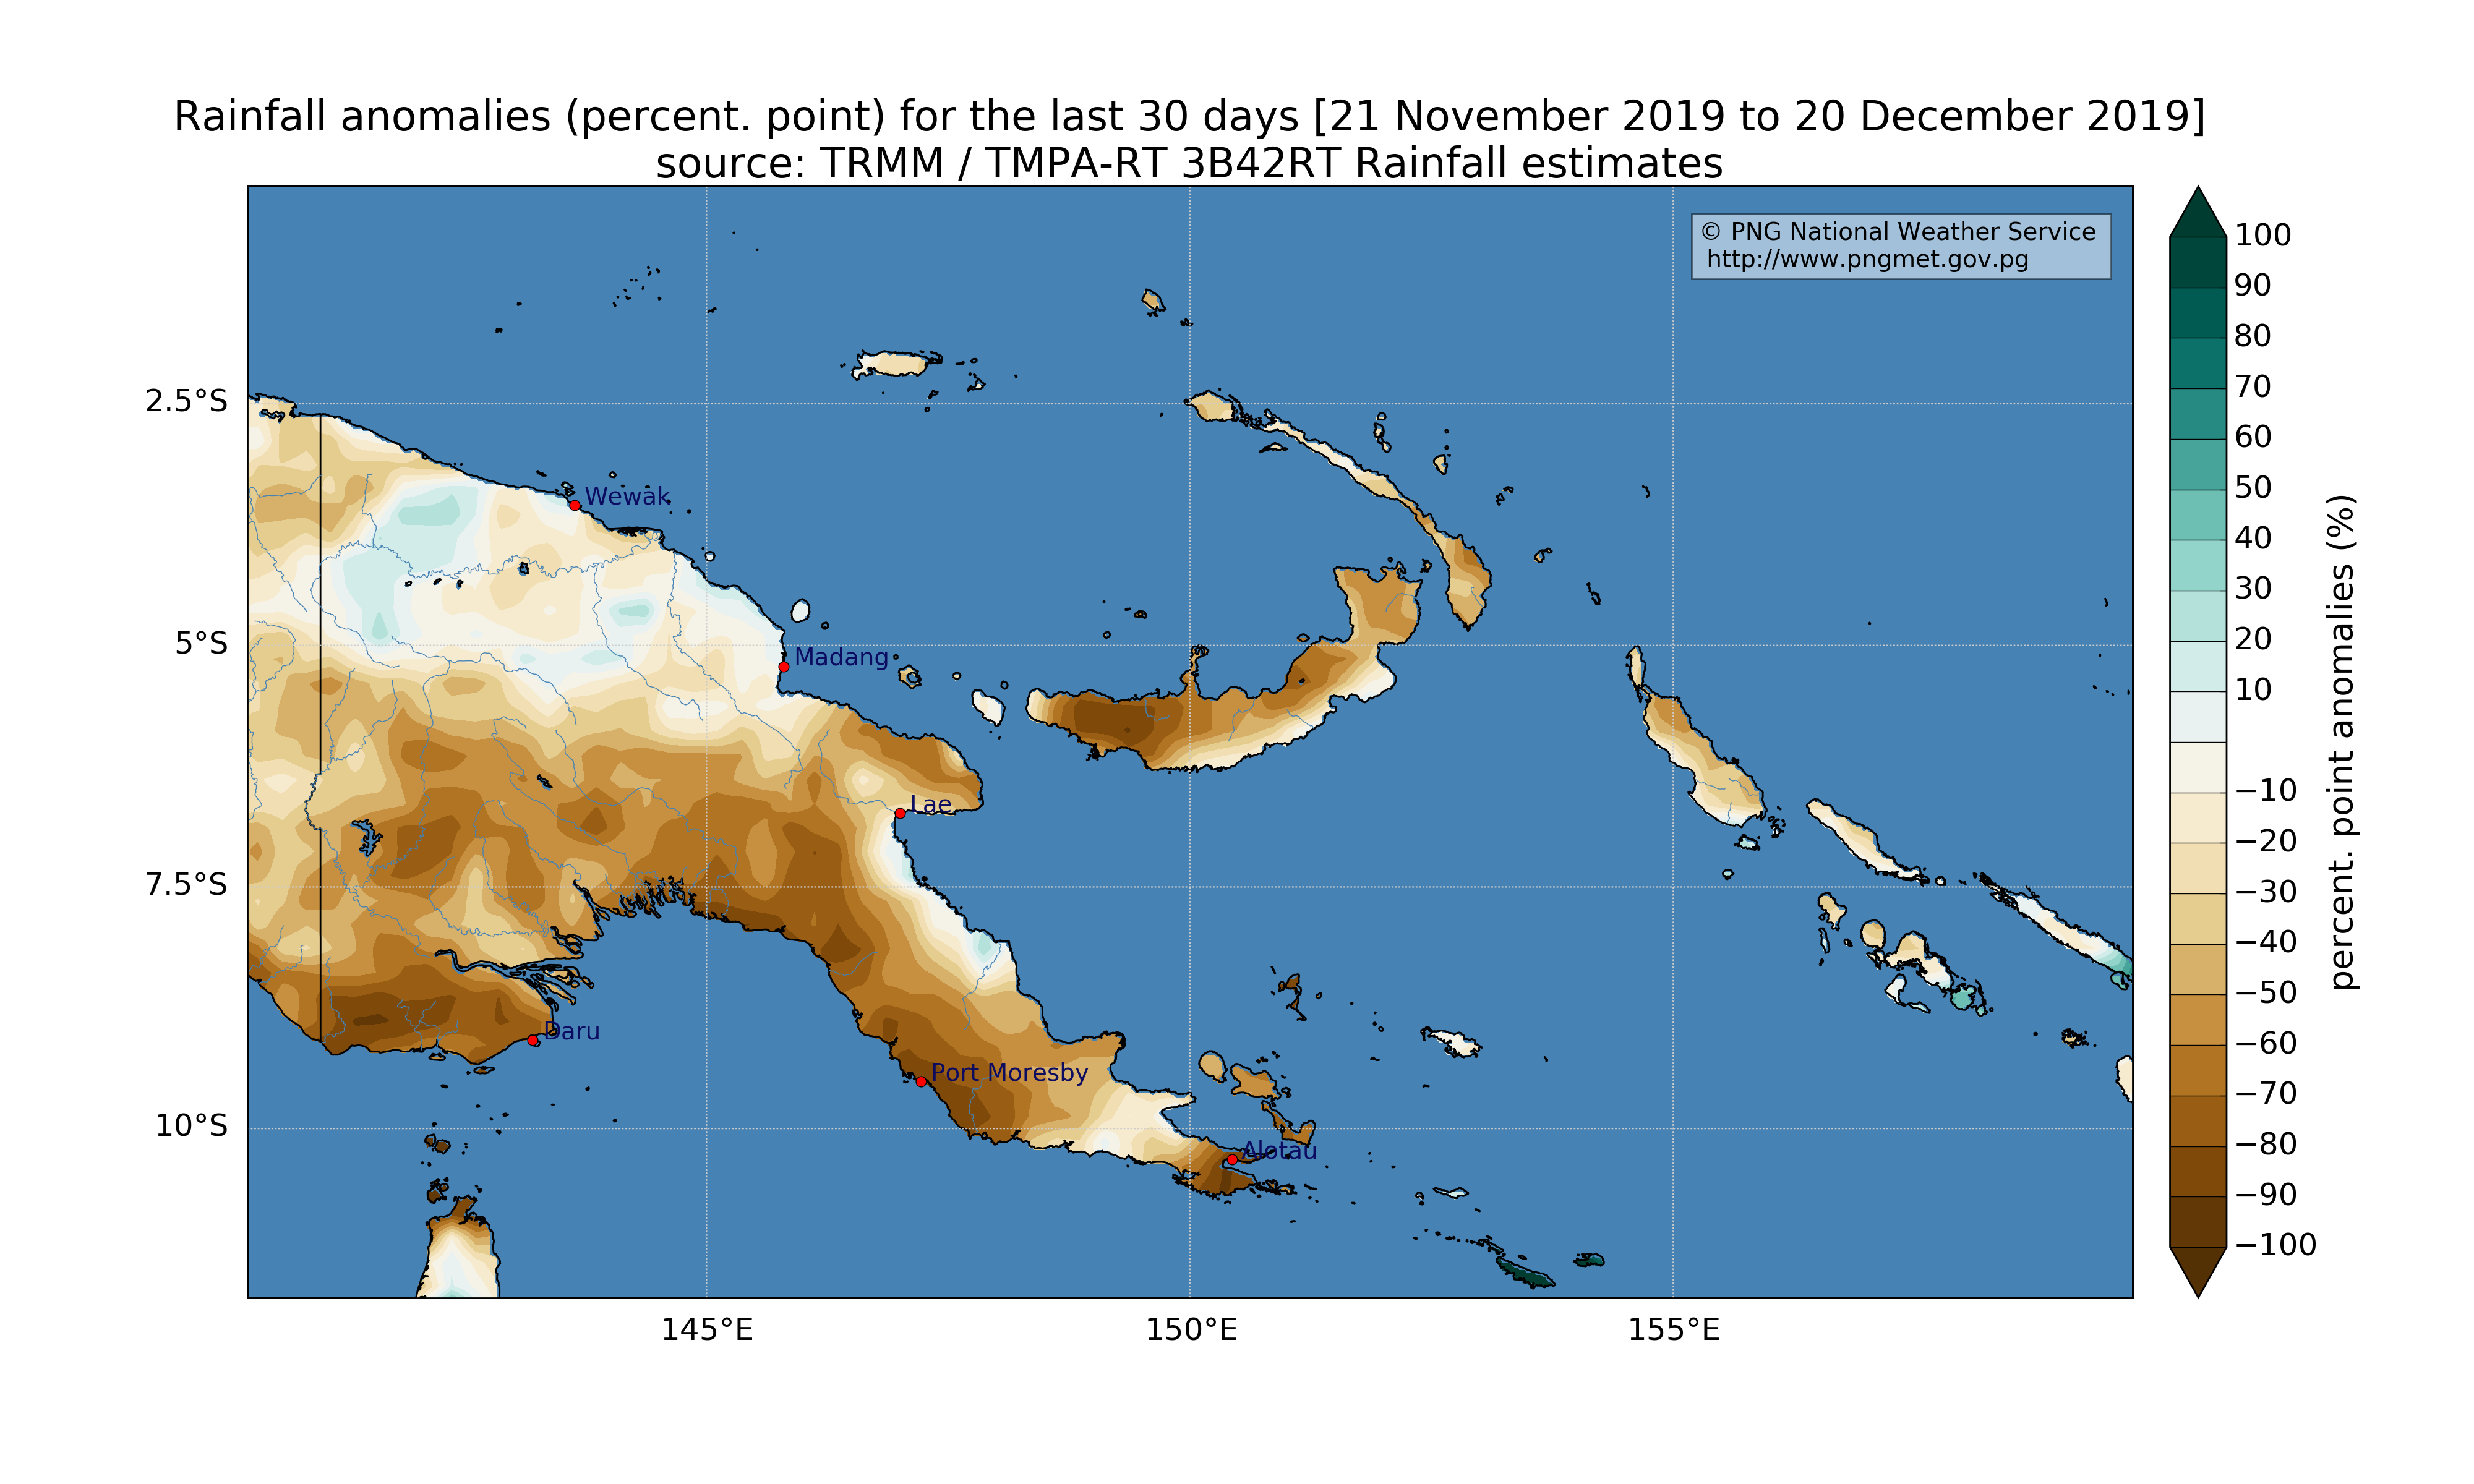 Rainfall anomalies (percent. point) for the last 30 days [21 November 2019 to 20 December 2019]
source: TRMM / TMPA-RT 3B42RT Rainfall estimates
© PNG National Weather Service
http://www.pngmet.gov.pg
2.5°S
5°S
7.5°S
10°S
Wewak
Madang
Lae
Daru
Port Moresby
Alotau
145°E
150°E
155°E
100
90
80
70
60
50
40
30
20
10
−10
−20
−30
−40
−50
−60
−70
−80
−90
−100
percent. point anomalies (%)